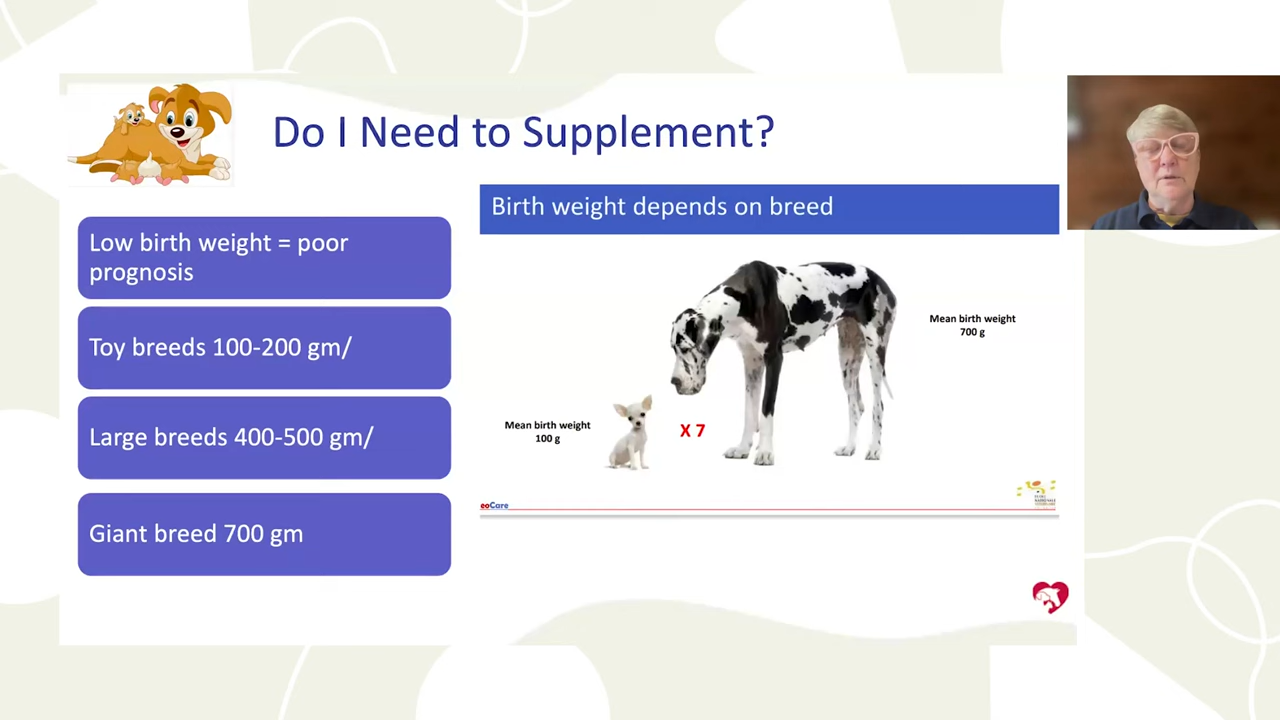 Do I Need to Supplement?
Birth weight depends on breed
Low birth weight = poor
prognosis
Toy breeds 100-200 gm/
Large breeds 400-500 gm/
Giant breed 700 gm
Mean birth weight
700 g
Mean birth weight
100 g
X 7
eoCare